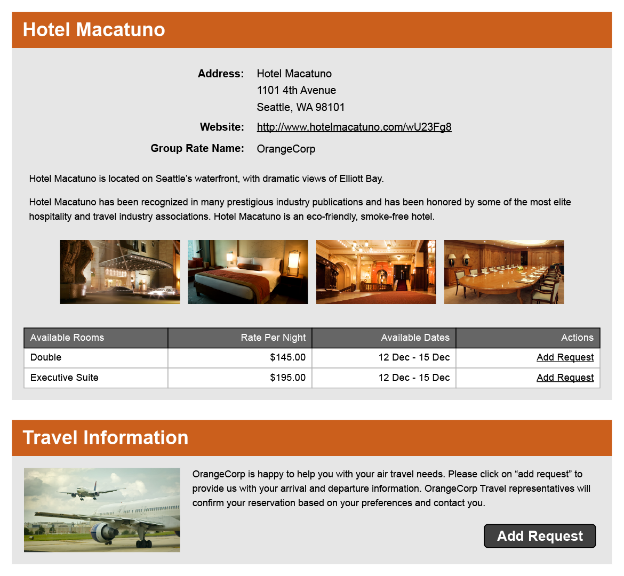 Hotel Macatuno
Address: Hotel Macatuno
1101 4th Avenue
Seattle, WA 98101
Website: http://www.hotelmacatuno.com/wU23Fg8
Group Rate Name: OrangeCorp
Hotel Macatuno is located on Seattle's waterfront, with dramatic views of Elliott Bay.
Hotel Macatuno has been recognized in many prestigious industry publications and has been honored by some of the most elite
hospitality and travel industry associations. Hotel Macatuno is an eco-friendly, smoke-free hotel.
Available Rooms Rate Per Night Available Dates Actions
Double $145.00 12 Dec - 15 Dec Add Request
Executive Suite $195.00 12 Dec - 15 Dec Add Request
Travel Information
OrangeCorp is happy to help you with your air travel needs. Please click on “add request” to
provide us with your arrival and departure information. OrangeCorp Travel representatives will
confirm your reservation based on your preferences and contact you.
Add Request